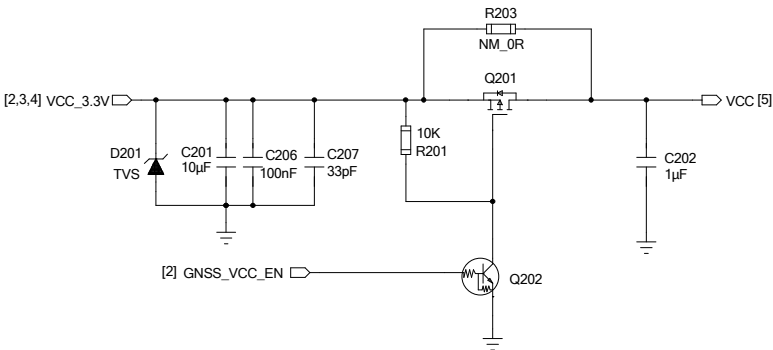 R203
NM_0R
Q201
[2,3,4] VCC_3.3V
VCC [5]
D201
TVS
C201
10µF
C206
100nF
C207
33pF
10K
R201
C202
1µF
[2] GNSS_VCC_EN
Q202